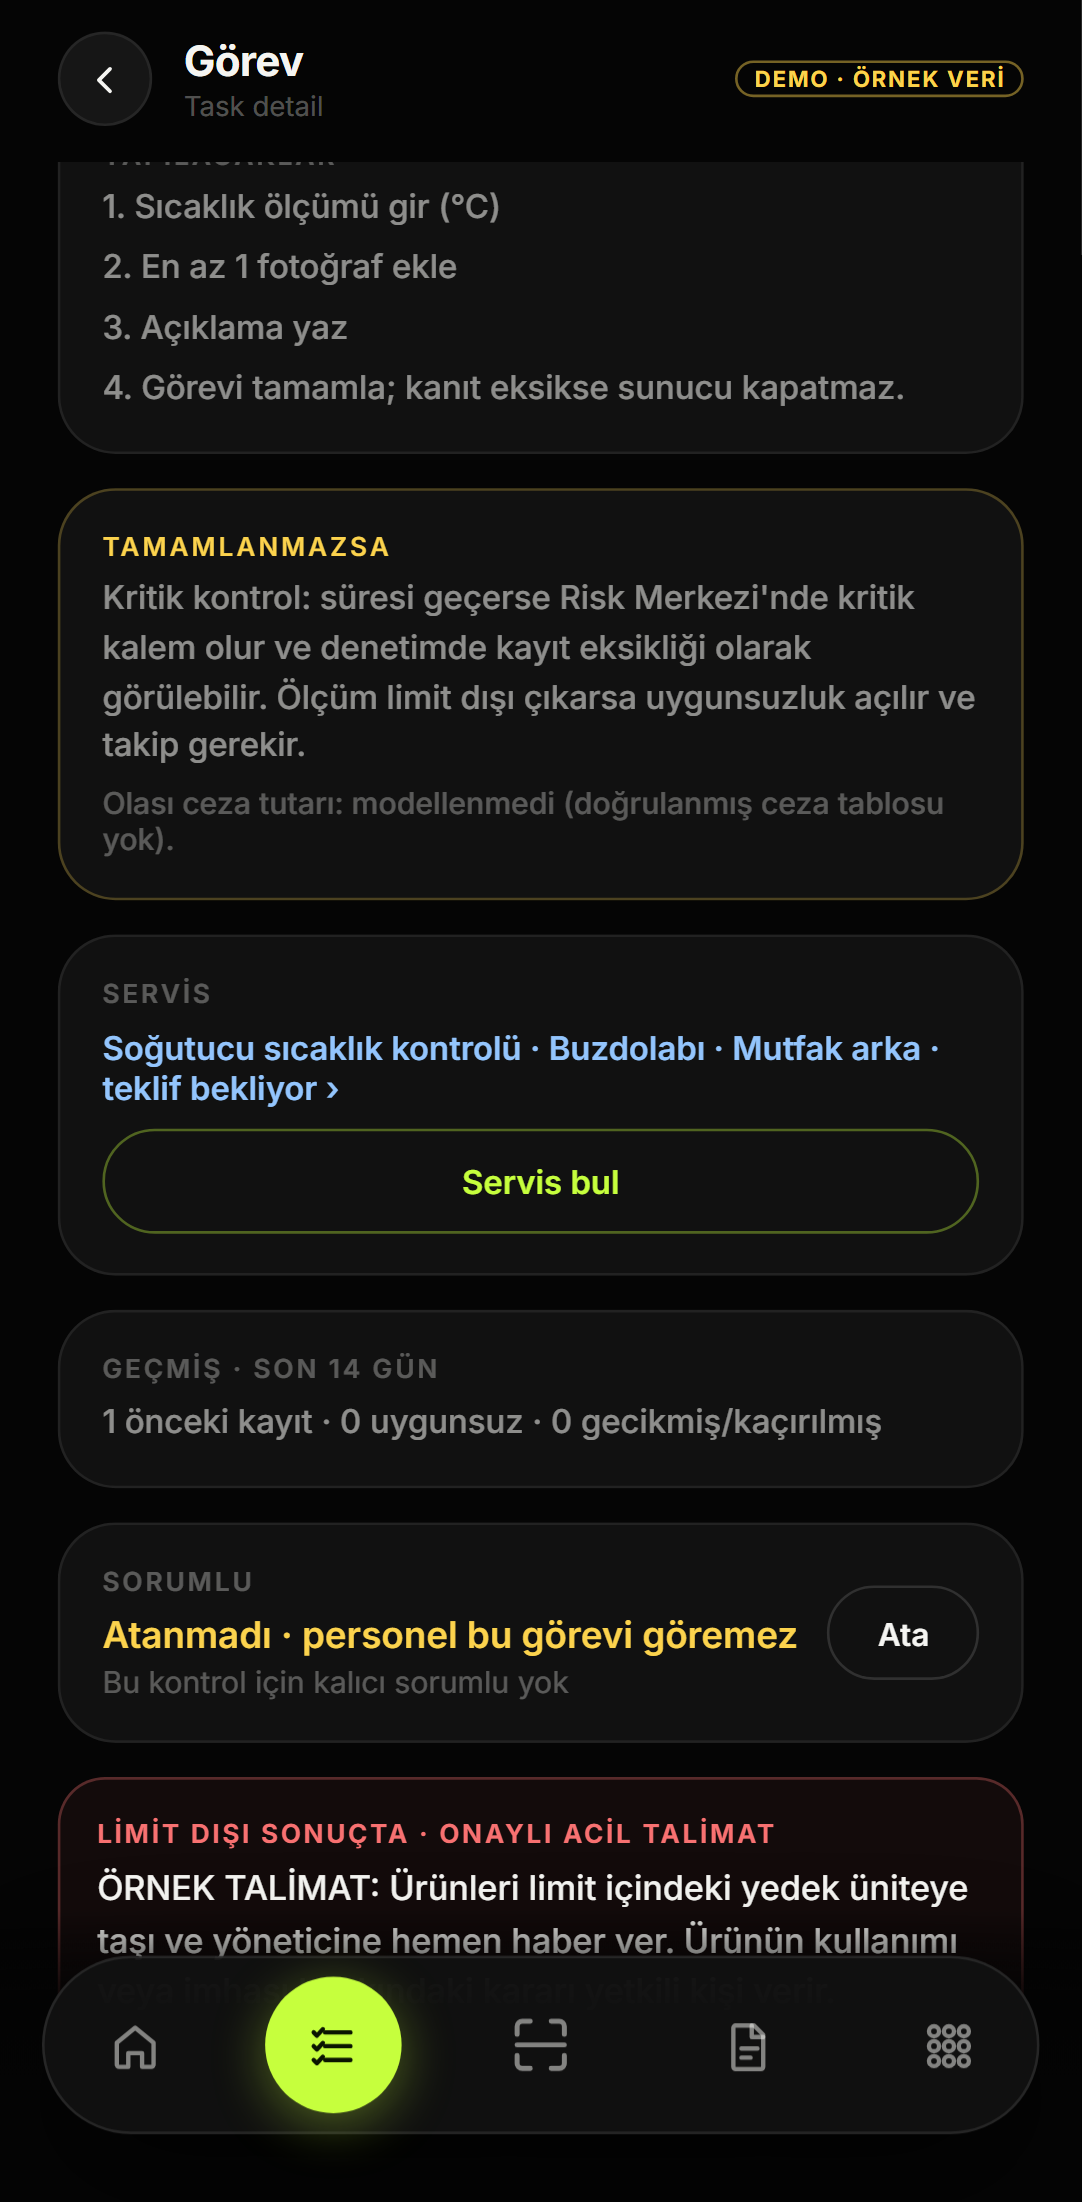 Görev
Task detail
DEMO · ÖRNEK VERİ
1. Sıcaklık ölçümü gir (°C)
2. En az 1 fotoğraf ekle
3. Açıklama yaz
4. Görevi tamamla; kanıt eksikse sunucu kapatmaz.
TAMAMLANMAZSA
Kritik kontrol: süresi geçerse Risk Merkezi'nde kritik
kalem olur ve denetimde kayıt eksikliği olarak
görülebilir. Ölçüm limit dışı çıkarsa uygunsuzluk açılır ve
takip gerekir.
Olası ceza tutarı: modellenmedi (doğrulanmış ceza tablosu
yok).
SERVİS
Soğutucu sıcaklık kontrolü · Buzdolabı · Mutfak arka ·
teklif bekliyor ›
Servis bul
GEÇMİŞ · SON 14 GÜN
1 önceki kayıt · 0 uygunsuz · 0 gecikmiş/kaçırılmış
SORUMLU
Atanmadı · personel bu görevi göremez
Bu kontrol için kalıcı sorumlu yok
Ata
LİMİT DIŞI SONUÇTA · ONAYLI ACİL TALİMAT
ÖRNEK TALİMAT: Ürünleri limit içindeki yedek üniteye
taşı ve yöneticine hemen haber ver. Ürünün kullanımı
veya kararı yetkili kişi verir.